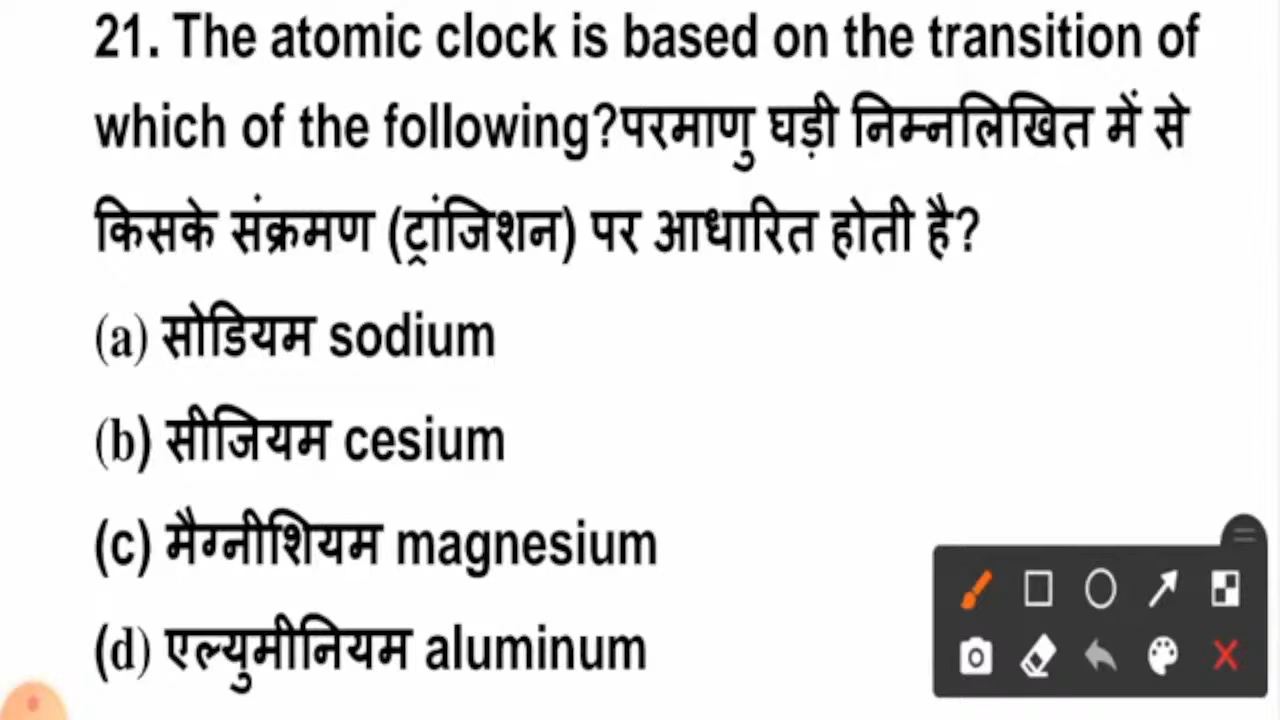 21. The atomic clock is based on the transition of
which of the following?परमाणु घड़ी निम्नलिखित में से
किसके संक्रमण (ट्रांजिशन) पर आधारित होती है?
(a) सोडियम sodium
(b) सीजियम cesium
(c) मैग्नीशियम magnesium
(d) एल्युमीनियम aluminum